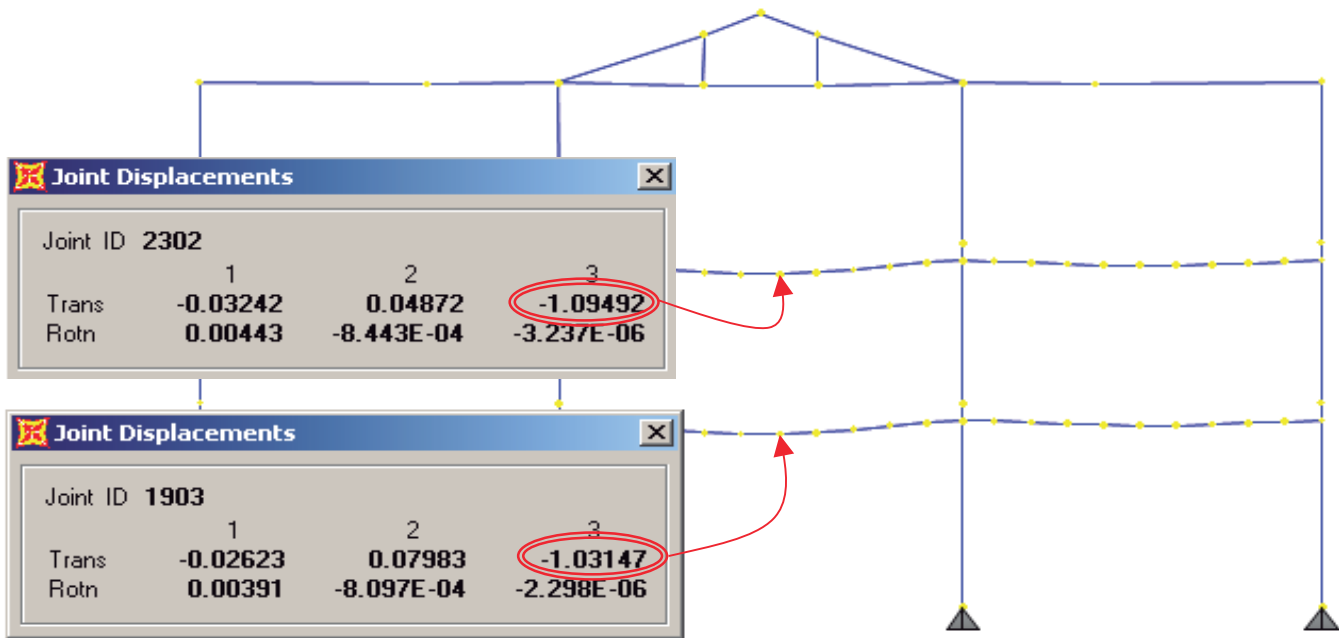 Joint Displacements
Joint ID 2302
1 2 3
Trans -0.03242 0.04872 -1.09492
Rotn 0.00443 -8.443E-04 -3.237E-06
Joint Displacements
Joint ID 1903
1 2 3
Trans -0.02623 0.07983 -1.03147
Rotn 0.00391 -8.097E-04 -2.298E-06